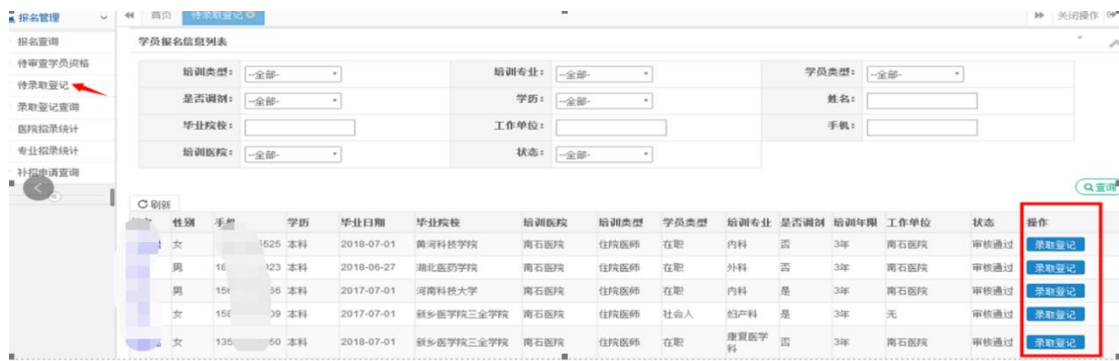 报名管理
首页 待录取登记 关闭操作
报名查询
待审查学员资格
待录取登记
录取登记查询
医院招录统计
专业招录统计
补招申请查询
学员报名信息列表
培训类型： --全部- 培训专业： --全部- 学员类型： --全部-
是否调剂： --全部- 学历： --全部- 姓名：
毕业院校： 工作单位： 手机：
培训医院： --全部- 状态： --全部-
查询
刷新
性别 学历 毕业日期 毕业院校 培训医院 培训类型 学员类型 培训专业 是否调剂 培训年限 工作单位 状态 操作
女 5525 本科 2018-07-01 黄河科技学院 南石医院 住院医师 在职 内科 否 3年 南石医院 审核通过 录取登记
男 923 本科 2018-06-27 湖北医药学院 南石医院 住院医师 在职 外科 否 3年 南石医院 审核通过 录取登记
男 156 56 本科 2017-07-01 河南科技大学 南石医院 住院医师 在职 内科 是 3年 南石医院 审核通过 录取登记
女 158 09 本科 2017-07-01 新乡医学院三全学院 南石医院 住院医师 社会人 妇产科 是 3年 无 审核通过 录取登记
女 135 50 本科 2018-07-01 新乡医学院三全学院 南石医院 住院医师 在职 康复医学科 否 3年 南石医院 审核通过 录取登记